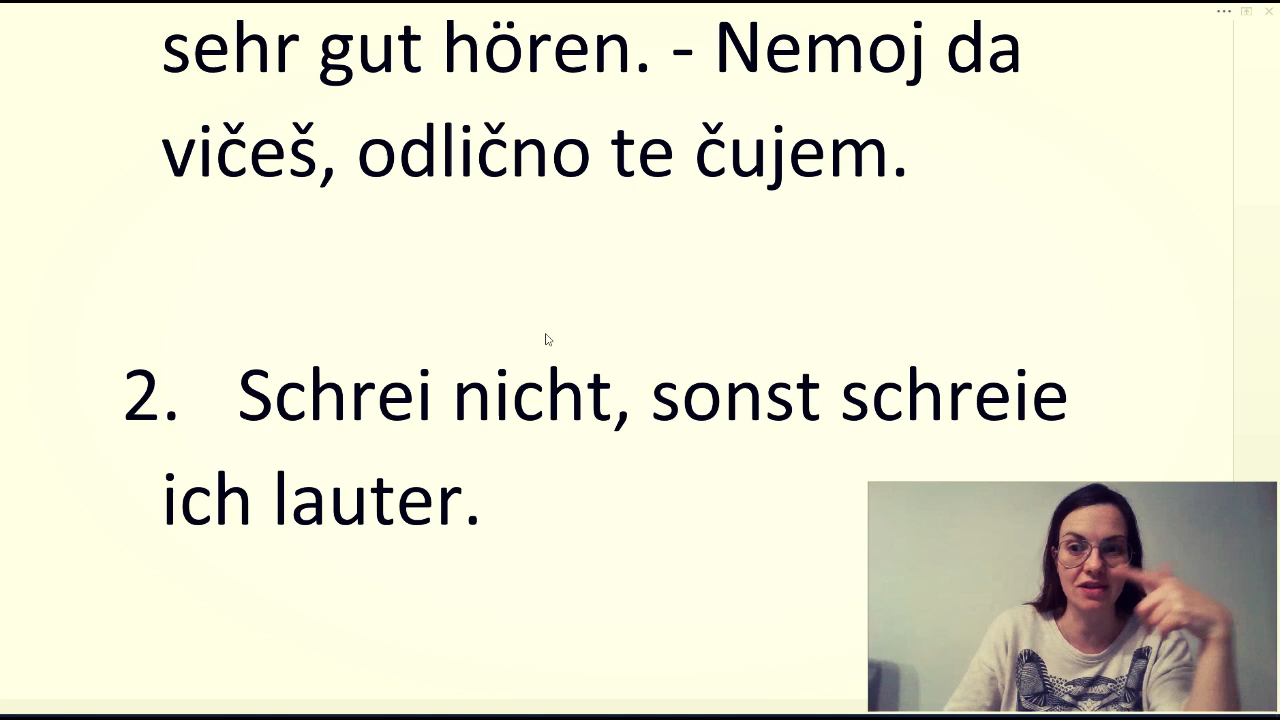 sehr gut hören. - Nemoj da
vičeš, odlično te čujem.
2. Schrei nicht, sonst schreie
ich lauter.